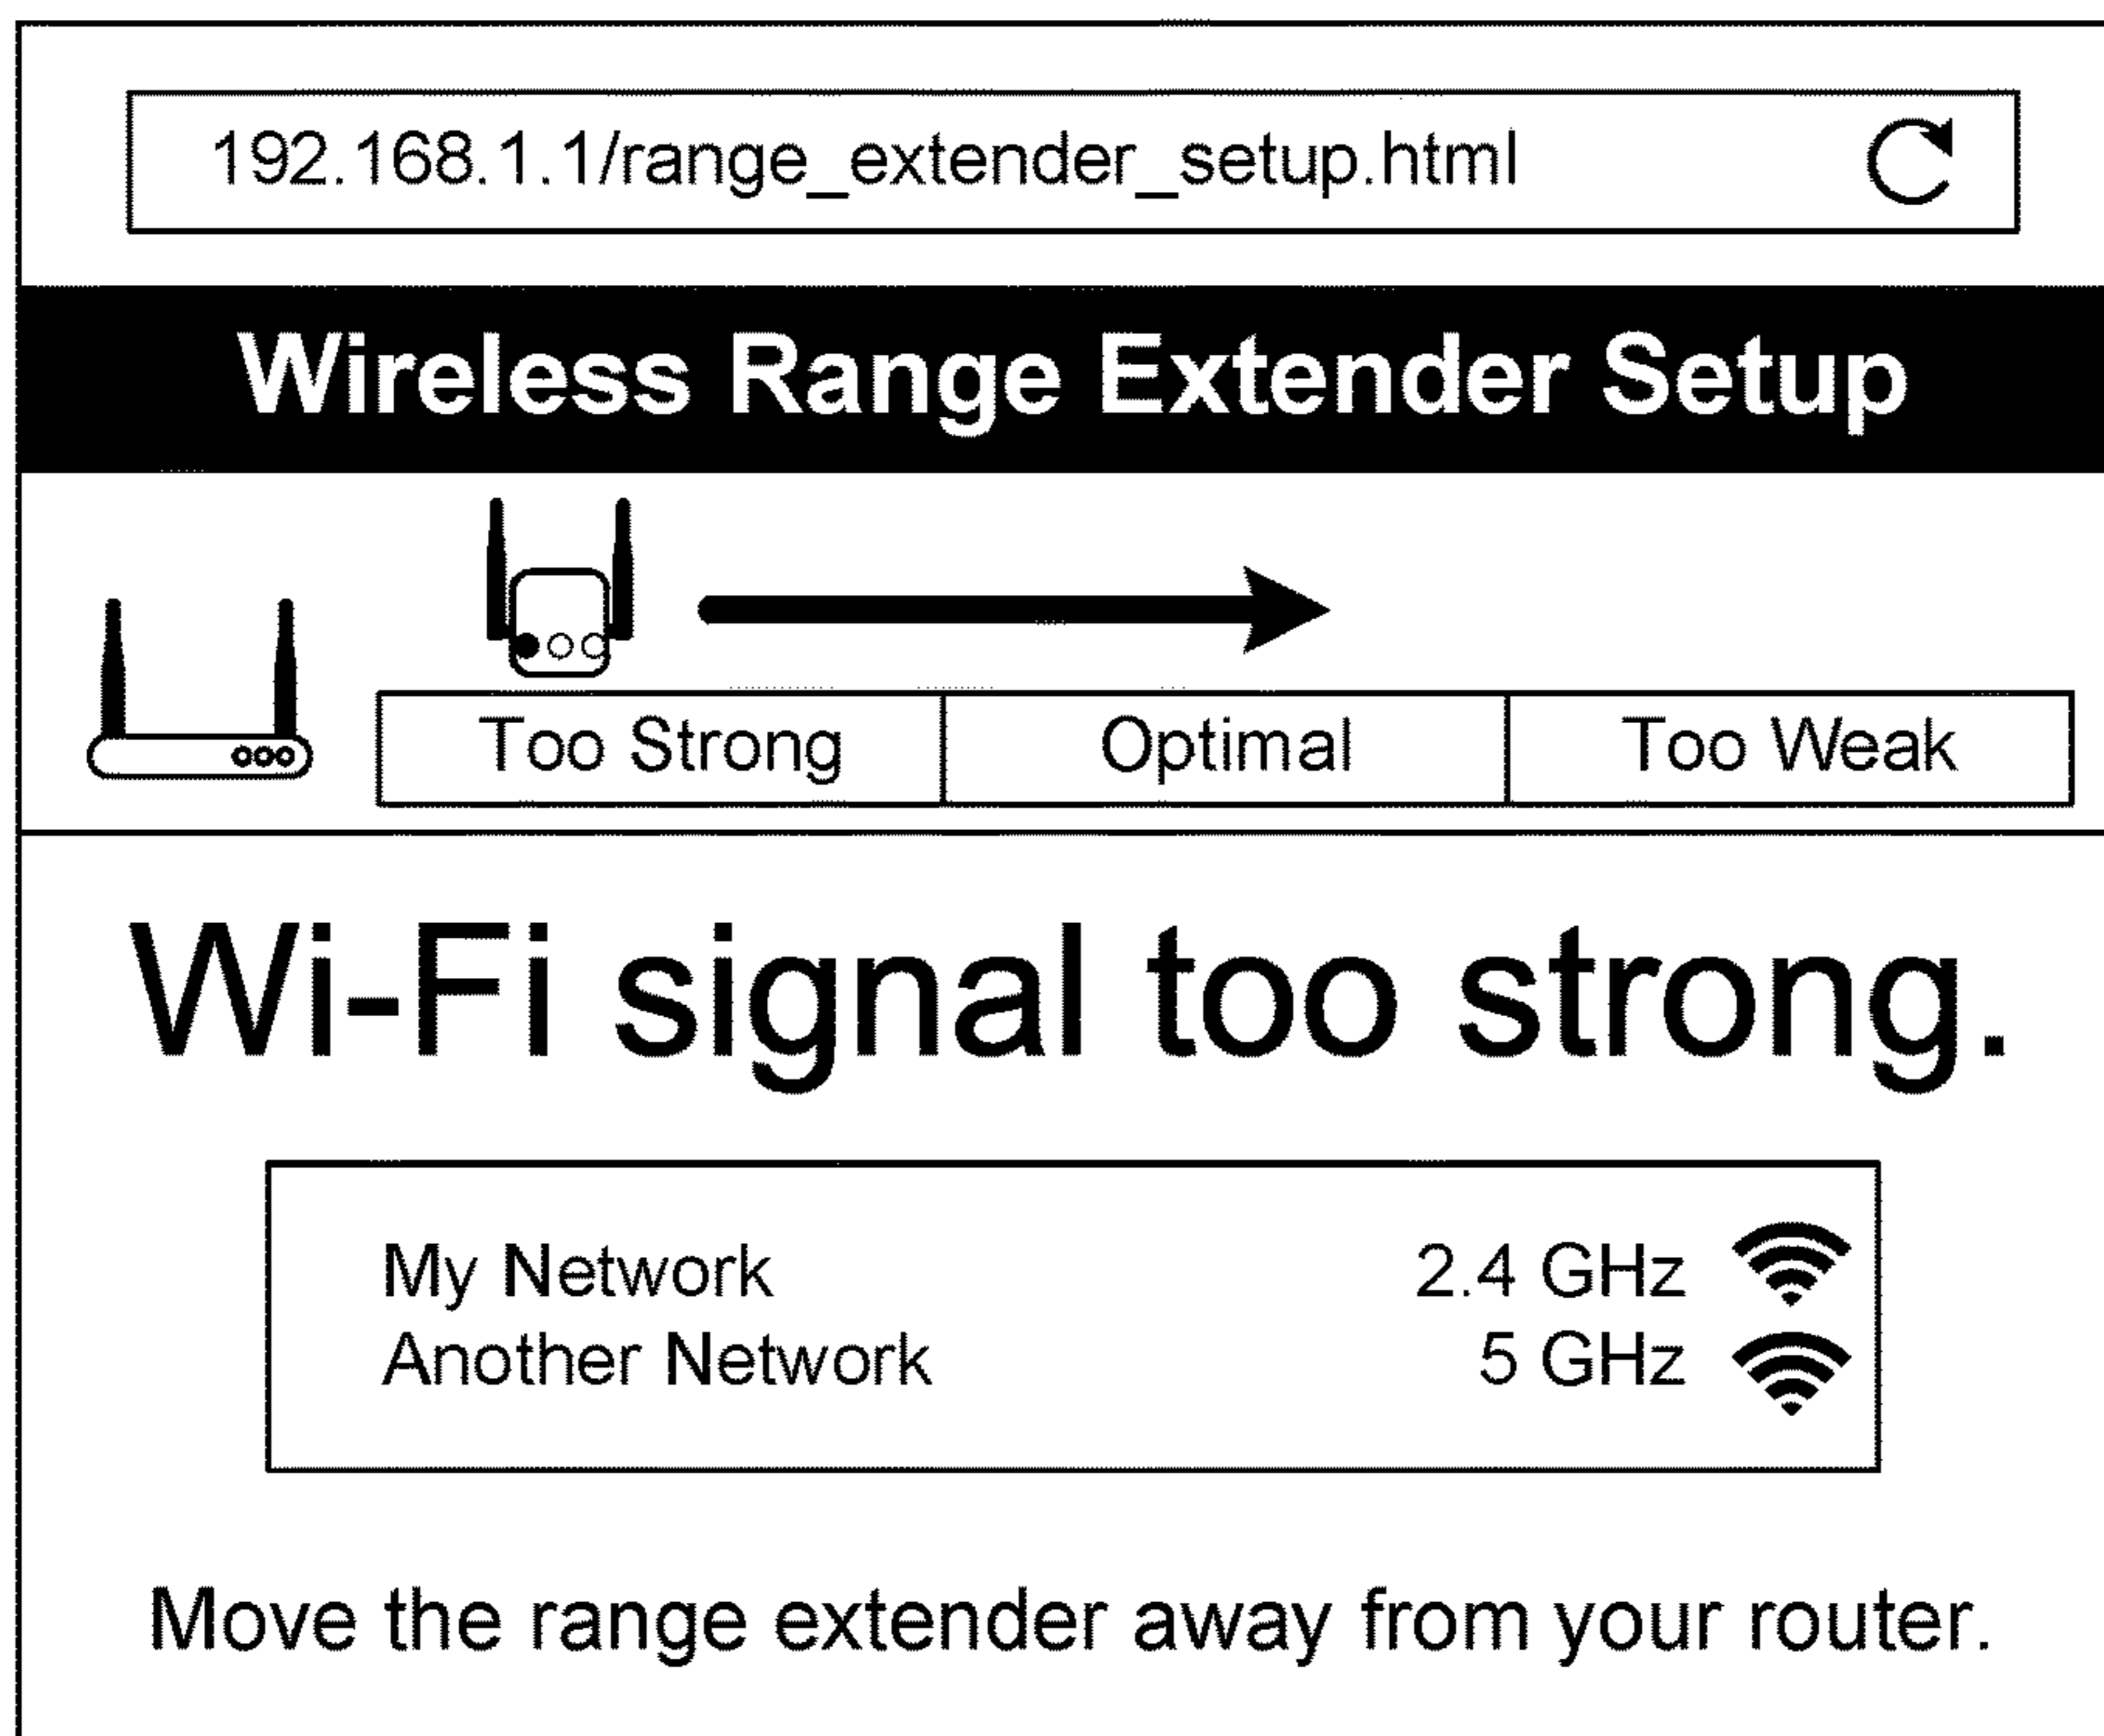 192.168.1.1/range_extender_setup.html
Wireless Range Extender Setup
Too Strong Optimal Too Weak
Wi-Fi signal too strong.
My Network 2.4 GHz
Another Network 5 GHz
Move the range extender away from your router.